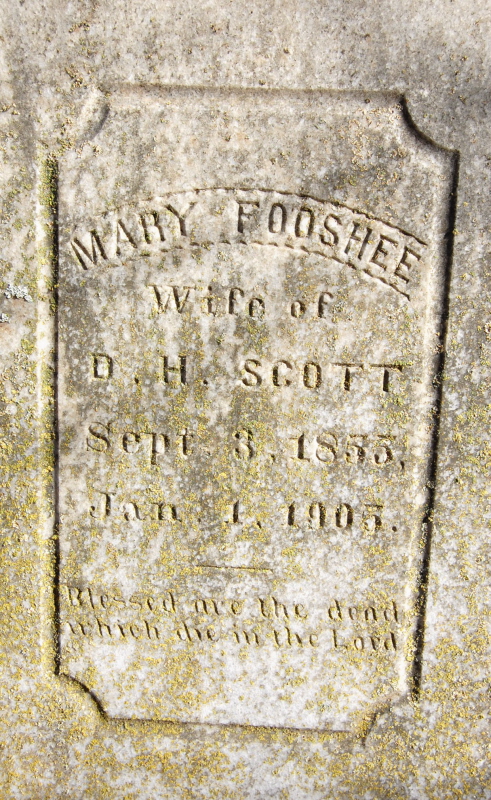 MARY FOOSHEE
Wife of
D. H. SCOTT
Sept. 3, 1855,
Jan. 1, 1905.
Blessed are the dead
which die in the Lord